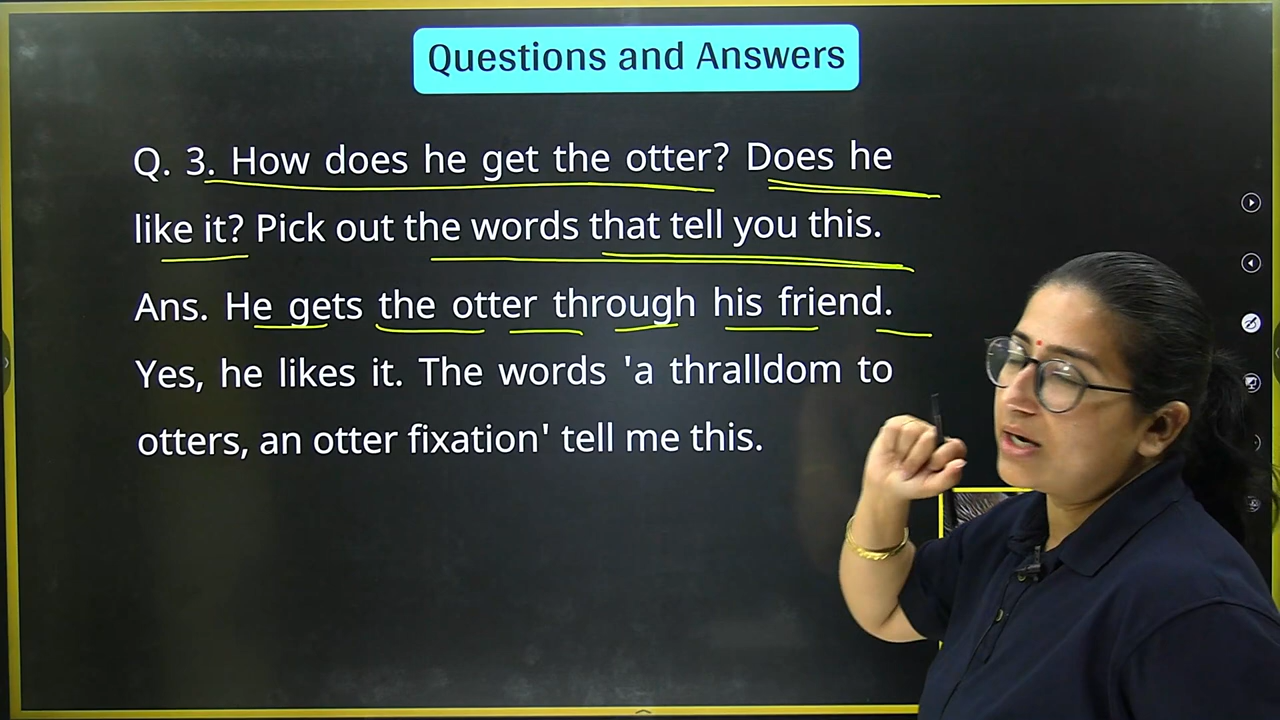 Questions and Answers
Q. 3. How does he get the otter? Does he
like it? Pick out the words that tell you this.
Ans. He gets the otter through his friend.
Yes, he likes it. The words 'a thralldom to
otters, an otter fixation' tell me this.